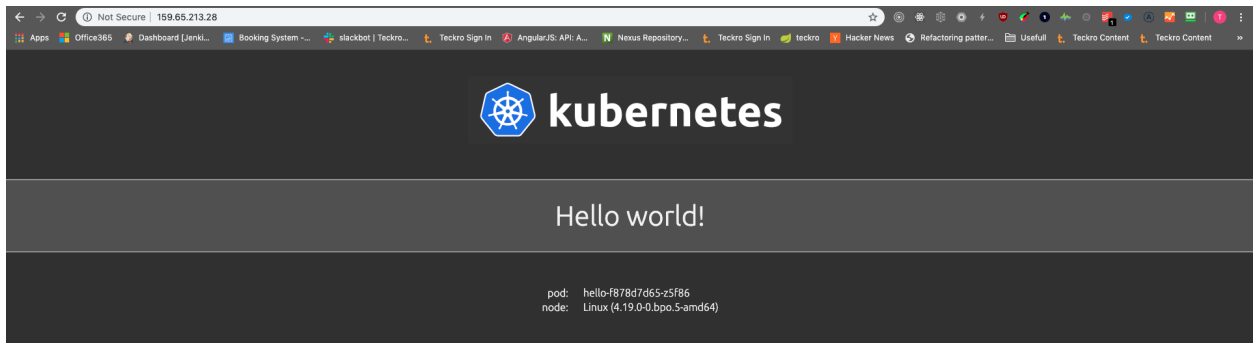 Not Secure | 159.65.213.28
Apps Office365 Dashboard [Jenki... Booking System -... slackbot | Teckro... Teckro Sign In AngularJS: API: A... Nexus Repository... Teckro Sign In teckro Hacker News Refactoring patter... Usefull Teckro Content Teckro Content »
kubernetes
Hello world!
pod: hello-f878d7d65-z5f86
node: Linux (4.19.0-0.bpo.5-amd64)